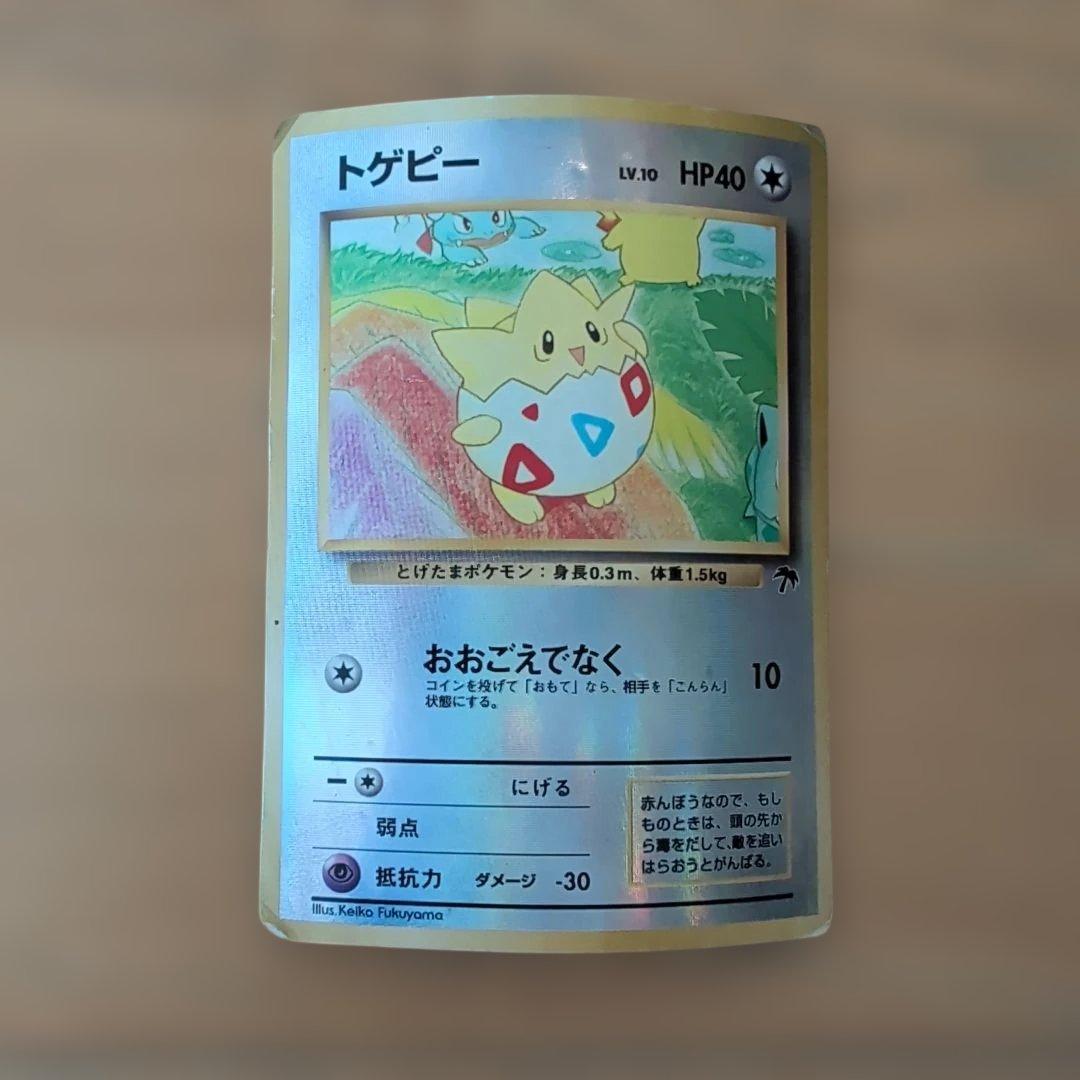 トゲピー LV.10 HP40
とげたまポケモン：身長0.3m、体重1.5kg
おおごえでなく 10
コインを投げて「おもて」なら、相手を「こんらん」
状態にする。
ー にげる
弱点
抵抗力 ダメージ -30
赤んぼうなので、もし
ものときは、頭の先か
ら毒をだして、敵を追い
はらおうとがんばる。
Illus. Keiko Fukuyama